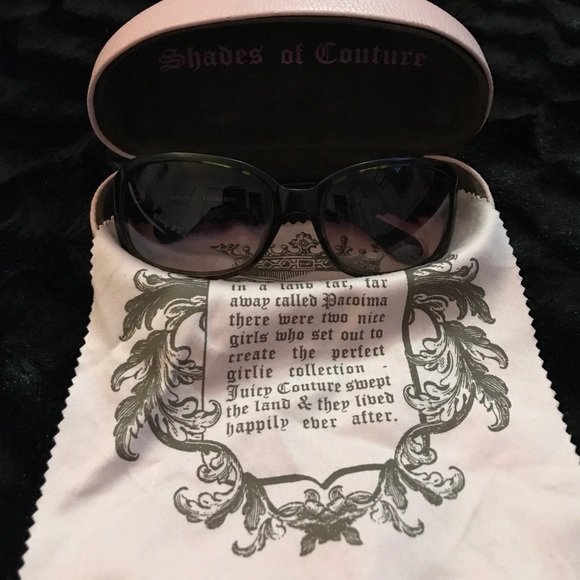 Shades of Couture
in a land far, far
away called Pacoima
there were two nice
girls who set out to
create the perfect
girlie collection -
Juicy Couture swept
the land & they lived
happily ever after.